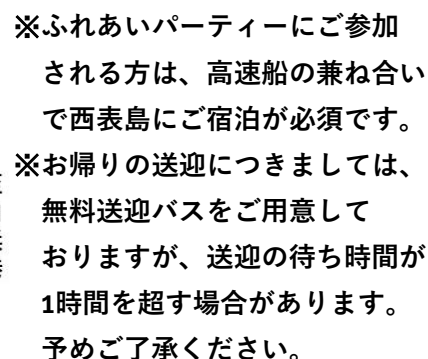 ※ふれあいパーティーにご参加
される方は、高速船の兼ね合い
で西表島にご宿泊が必須です。
※お帰りの送迎につきましては、
無料送迎バスをご用意して
おりますが、送迎の待ち時間が
1時間を超す場合があります。
予めご了承ください。